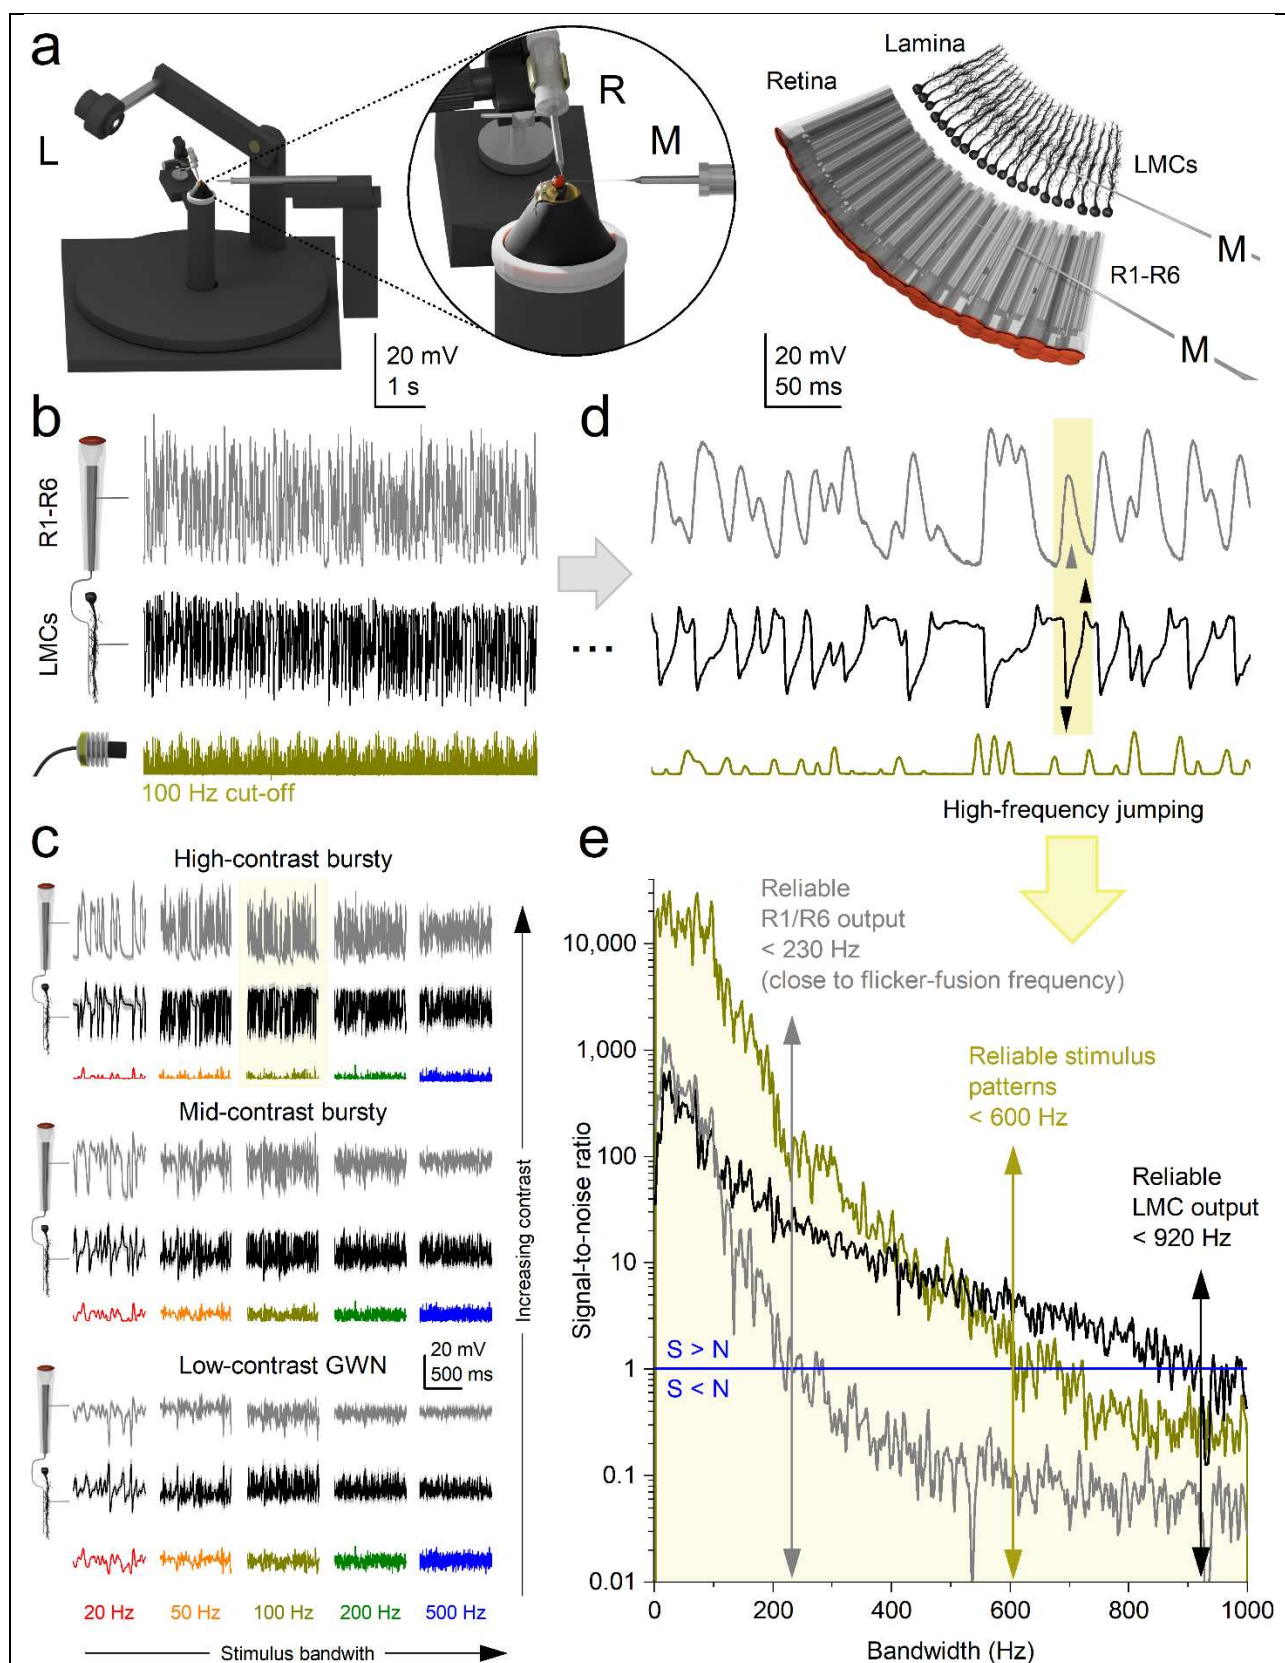 a
L
R
M
Lamina
Retina
LMCs
R1-R6
M
M
20 mV
1 s
20 mV
50 ms
b
R1-R6
LMCs
100 Hz cut-off
...
d
High-frequency jumping
c
High-contrast bursty
Mid-contrast bursty
Low-contrast GWN
20 mV
500 ms
Increasing contrast
20 Hz
50 Hz
100 Hz
200 Hz
500 Hz
Stimulus bandwith
e
Reliable
R1/R6 output
< 230 Hz
(close to flicker-fusion frequency)
Reliable stimulus
patterns
< 600 Hz
Reliable
LMC output
< 920 Hz
S > N
S < N
Signal-to-noise ratio
10,000
1,000
100
10
1
0.1
0.01
0
200
400
600
800
1000
Bandwidth (Hz)